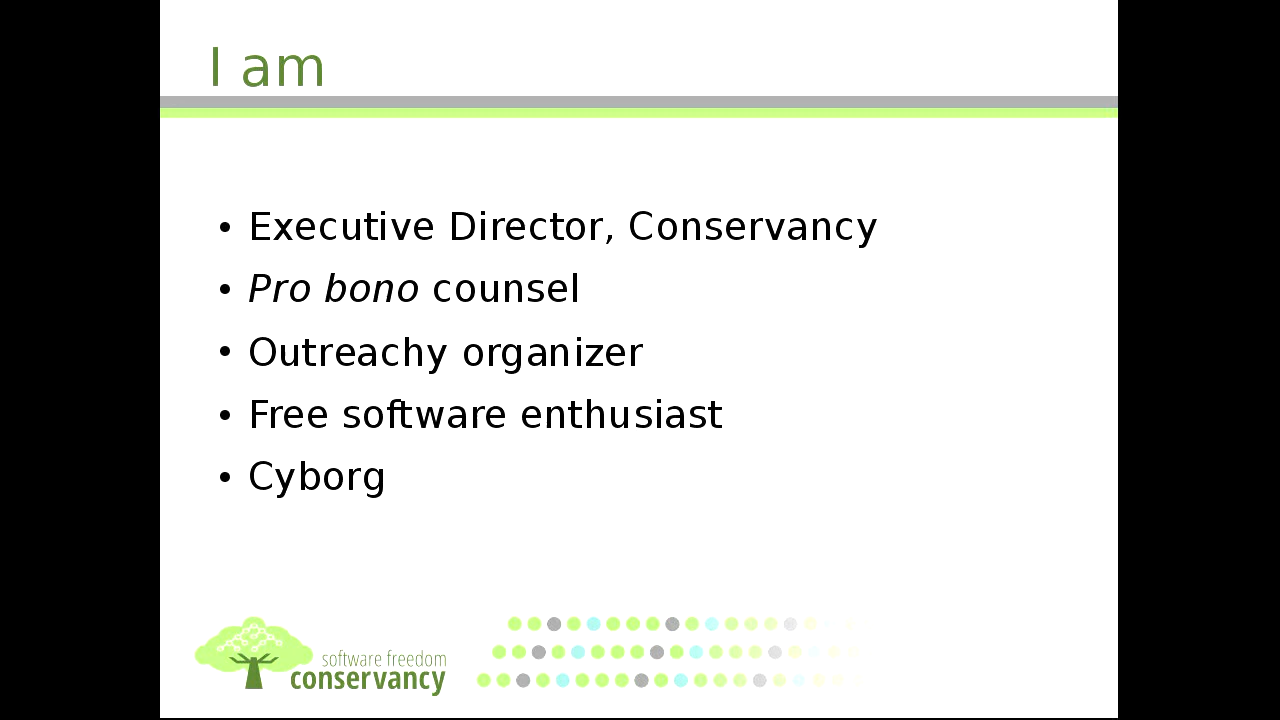 I am
• Executive Director, Conservancy
• Pro bono counsel
• Outreachy organizer
• Free software enthusiast
• Cyborg
software freedom
conservancy